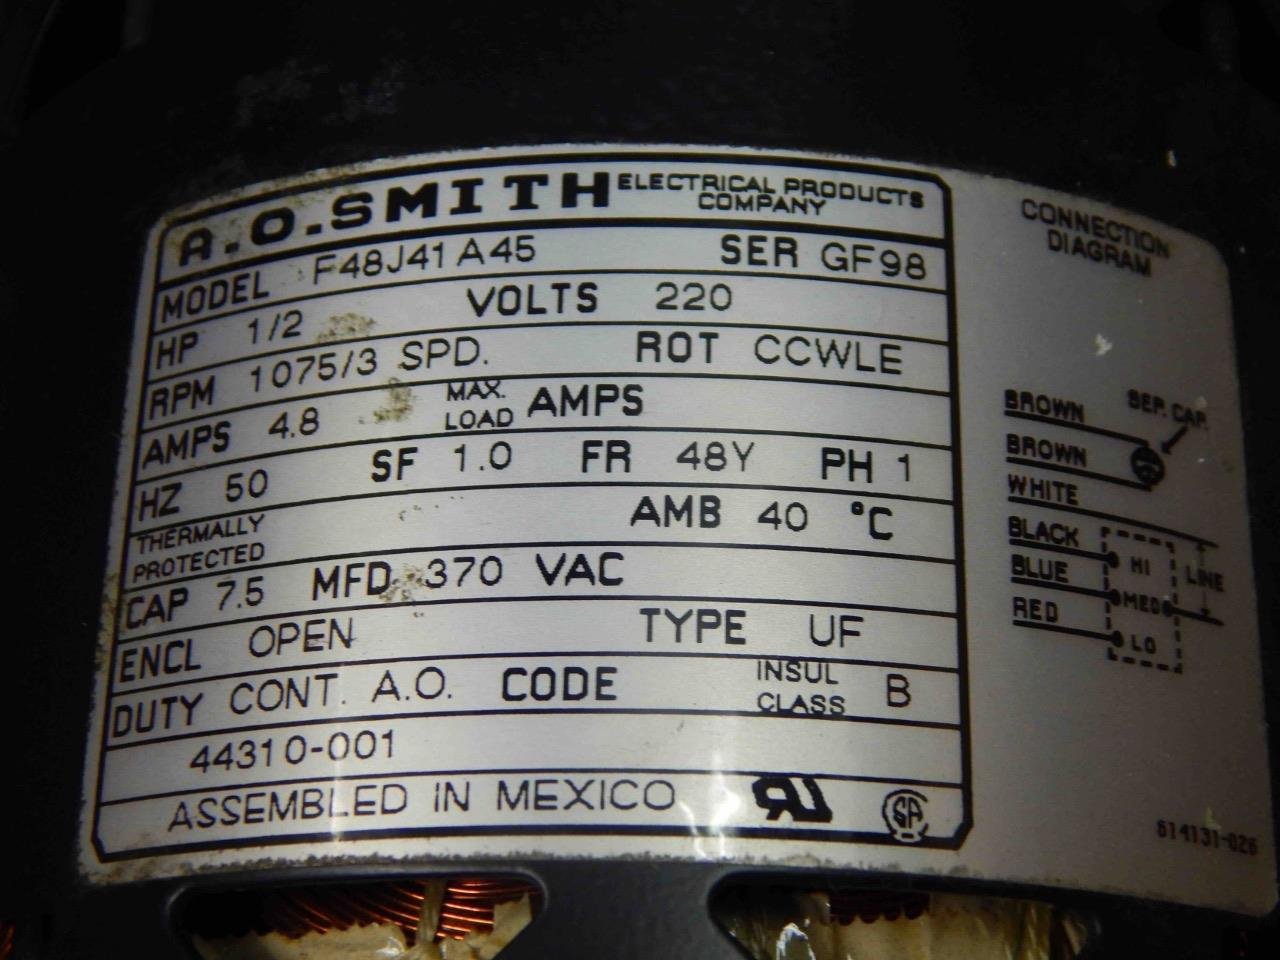 A.O.SMITH ELECTRICAL PRODUCTS COMPANY
MODEL F48J41A45 SER GF98
HP 1/2 VOLTS 220
RPM 1075/3 SPD. ROT CCWLE
AMPS 4.8 MAX. LOAD AMPS
HZ 50 SF 1.0 FR 48Y PH 1
THERMALLY PROTECTED AMB 40 °C
CAP 7.5 MFD 370 VAC
ENCL OPEN TYPE UF
DUTY CONT. A.O. CODE INSUL CLASS B
44310-001
ASSEMBLED IN MEXICO
CONNECTION
DIAGRAM
BROWN SEP. CAP.
BROWN
WHITE
BLACK HI
BLUE MED LINE
RED LO
614131-026